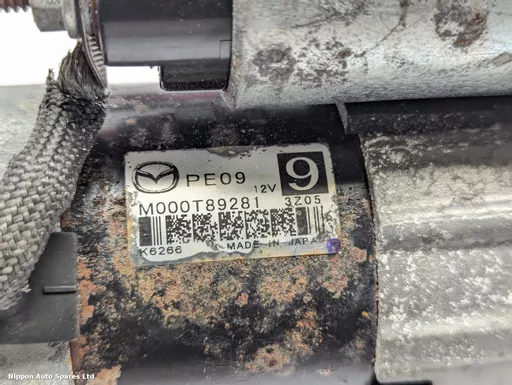 PE09 12V 9
M000T89281 3Z05
K6266 MADE IN JAPAN
Nippon Auto Spares Ltd